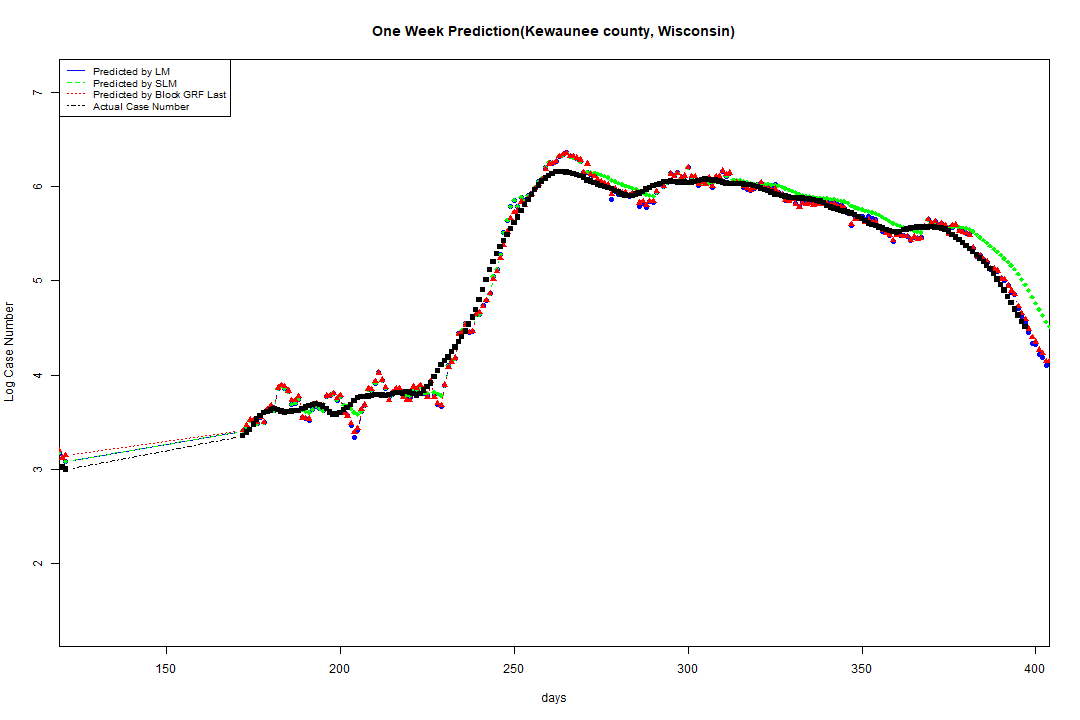 One Week Prediction(Kewaunee county, Wisconsin)
Predicted by LM
Predicted by SLM
Predicted by Block GRF Last
Actual Case Number
7
6
5
4
3
2
Log Case Number
150 200 250 300 350 400
days